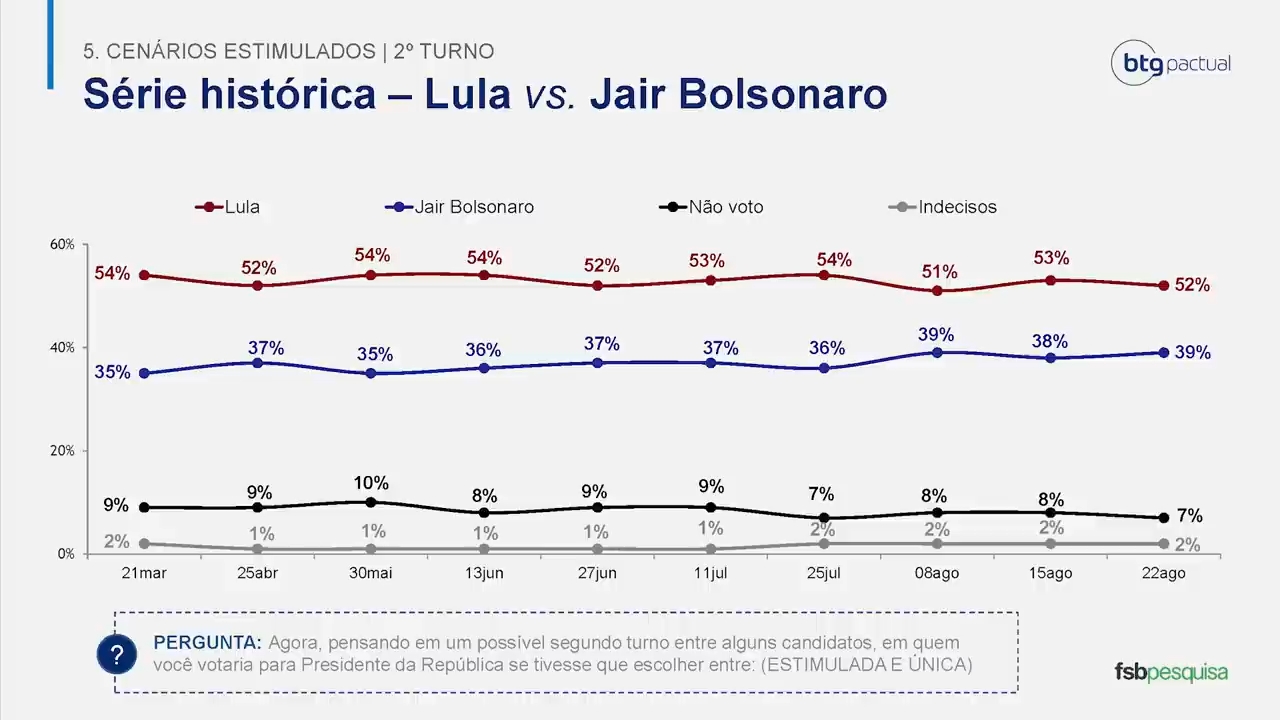 5. CENÁRIOS ESTIMULADOS | 2º TURNO
btgpactual
Série histórica – Lula vs. Jair Bolsonaro
Lula Jair Bolsonaro Não voto Indecisos
60%
54% 52% 54% 54% 52% 53% 54% 51% 53% 52%
40%
35% 37% 35% 36% 37% 37% 36% 39% 38% 39%
20%
9% 9% 10% 8% 9% 9% 7% 8% 8% 7%
2% 1% 1% 1% 1% 1% 2% 2% 2% 2%
0%
21mar 25abr 30mai 13jun 27jun 11jul 25jul 08ago 15ago 22ago
? PERGUNTA: Agora, pensando em um possível segundo turno entre alguns candidatos, em quem
você votaria para Presidente da República se tivesse que escolher entre: (ESTIMULADA E ÚNICA)
fsbpesquisa